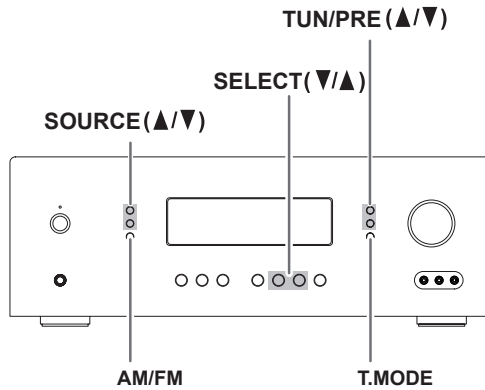 TUN/PRE (▲/▼)
SELECT(▼/▲)
SOURCE(▲/▼)
AM/FM
T.MODE